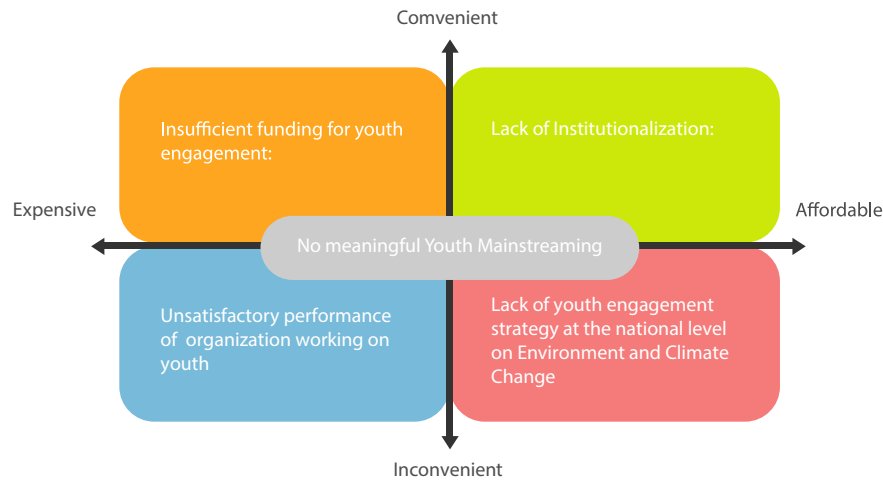 Comvenient
Insufficient funding for youth
engagement:
Lack of Institutionalization:
Expensive
Affordable
No meaningful Youth Mainstreaming
Unsatisfactory performance
of organization working on
youth
Lack of youth engagement
strategy at the national level
on Environment and Climate
Change
Inconvenient